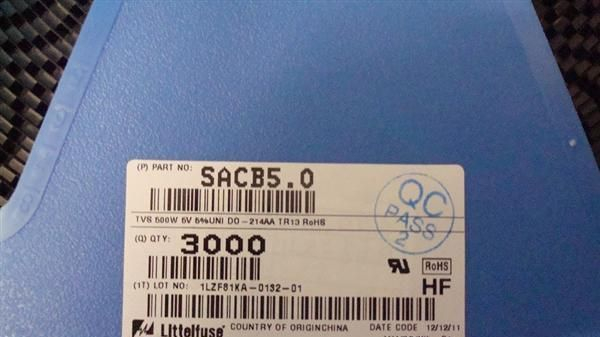 (P) PART NO: SACB5.0
TVS 500W 5V 5%UNI DO-214AA TR13 RoHS
(Q) QTY: 3000
(1T) LOT NO: 1LZF81KA-0132-01
Littelfuse COUNTRY OF ORIGINCHINA DATE CODE 12/12/11
QC
PASS
2
RoHS
HF